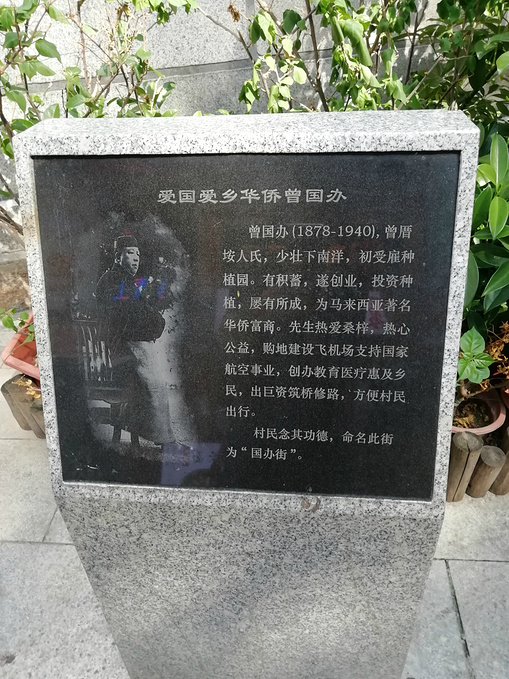 爱国爱乡华侨曾国办
曾国办(1878-1940), 曾厝
垵人氏，少壮下南洋，初受雇种
植园。有积蓄，遂创业，投资种
植，屡有所成，为马来西亚著名
华侨富商。先生热爱桑梓，热心
公益，购地建设飞机场支持国家
航空事业，创办教育医疗惠及乡
民，出巨资筑桥修路，方便村民
出行。
村民念其功德，命名此街
为“国办街”。